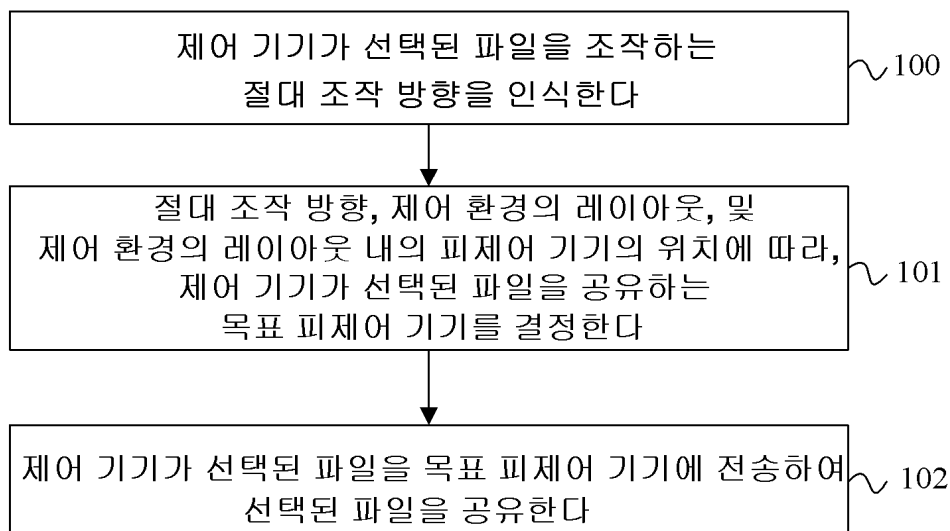 제어 기기가 선택된 파일을 조작하는
절대 조작 방향을 인식한다
100
절대 조작 방향, 제어 환경의 레이아웃, 및
제어 환경의 레이아웃 내의 피제어 기기의 위치에 따라,
제어 기기가 선택된 파일을 공유하는
목표 피제어 기기를 결정한다
101
제어 기기가 선택된 파일을 목표 피제어 기기에 전송하여
선택된 파일을 공유한다
102